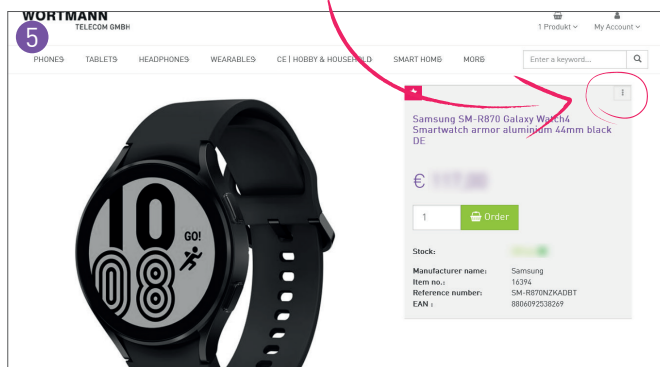 WORTMANN
TELECOM GMBH
5
1 Produkt
My Account
PHONES TABLETS HEADPHONES WEARABLES CE | HOBBY & HOUSEHOLD SMART HOME MORE
Enter a keyword...
Samsung SM-R870 Galaxy Watch4
Smartwatch armor aluminium 44mm black
DE
€
1
Order
Stock:
Manufacturer name: Samsung
Item no.: 16394
Reference number: SM-R870NZKADBT
EAN : 8806092538269
10
08
GO!